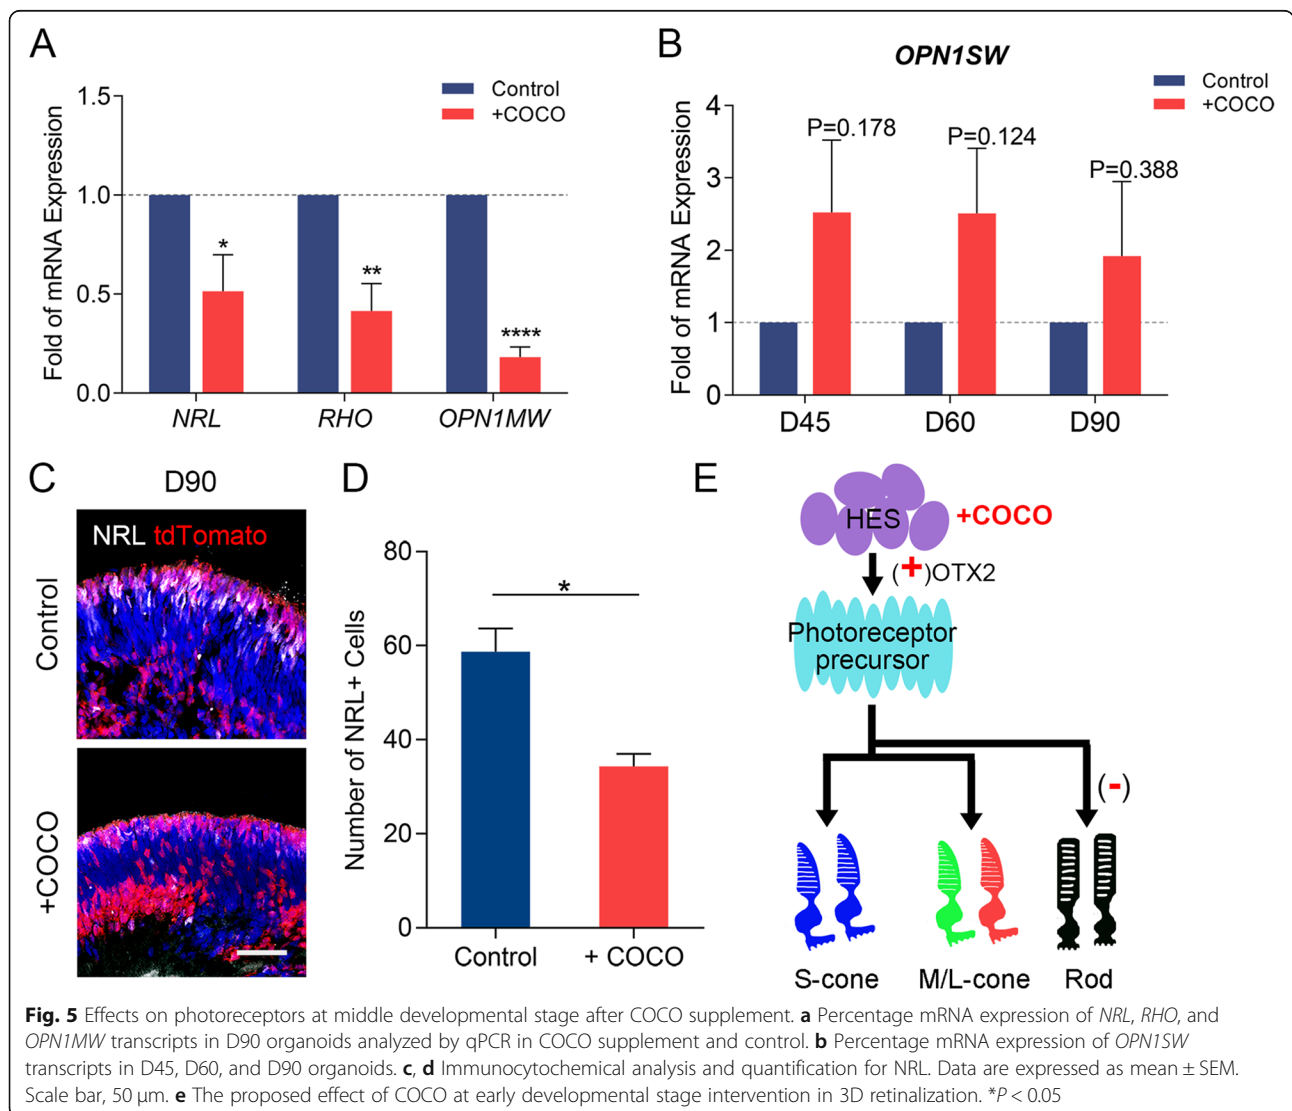 A
Control
+COCO
Fold of mRNA Expression
1.5
1.0
0.5
0.0
*
**
****
NRL
RHO
OPN1MW
B
OPN1SW
Control
+COCO
Fold of mRNA Expression
4
3
2
1
0
P=0.178
P=0.124
P=0.388
D45
D60
D90
C
D90
NRL tdTomato
Control
+COCO
D
Number of NRL+ Cells
80
60
40
20
0
*
Control
+ COCO
E
HES
+COCO
(+)OTX2
Photoreceptor
precursor
(-)
S-cone
M/L-cone
Rod
Fig. 5 Effects on photoreceptors at middle developmental stage after COCO supplement. a Percentage mRNA expression of NRL, RHO, and
OPN1MW transcripts in D90 organoids analyzed by qPCR in COCO supplement and control. b Percentage mRNA expression of OPN1SW
transcripts in D45, D60, and D90 organoids. c, d Immunocytochemical analysis and quantification for NRL. Data are expressed as mean ± SEM.
Scale bar, 50 μm. e The proposed effect of COCO at early developmental stage intervention in 3D retinalization. *P < 0.05